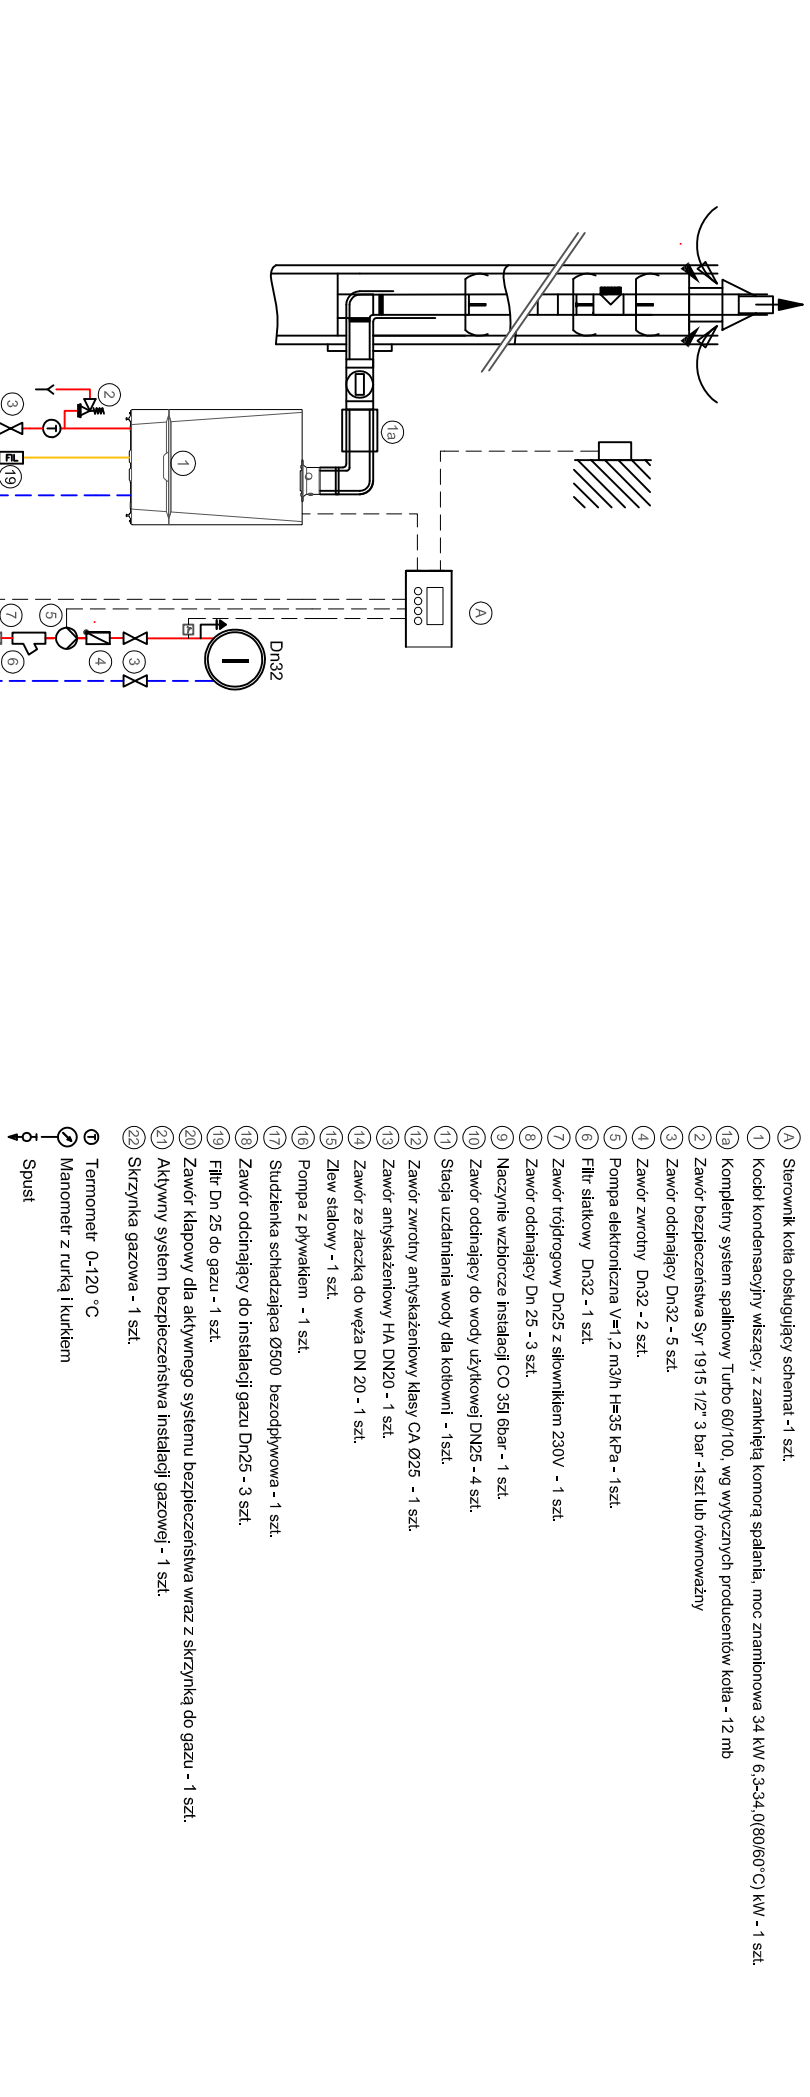 1a
2
3
T
FIL
19
1
A
7
5
6
4
3
Dn32
I
A Sterownik kotła obsługujący schemat -1 szt.
1 Kocioł kondensacyjny wiszący, z zamkniętą komorą spalania, moc znamionowa 34 kW 6,3-34,0(80/60°C) kW - 1 szt.
1a Kompletny system spalinowy Turbo 60/100, wg wytycznych producentów kotła - 12 mb
2 Zawór bezpieczeństwa Syr 1915 1/2" 3 bar -1szt lub równoważny
3 Zawór odcinający Dn32 - 5 szt.
4 Zawór zwrotny Dn32 - 2 szt.
5 Pompa elektroniczna V=1,2 m3/h H=35 kPa - 1szt.
6 Filtr siatkowy Dn32 - 1 szt.
7 Zawór trójdrogowy Dn25 z siłownikiem 230V - 1 szt.
8 Zawór odcinający Dn 25 - 3 szt.
9 Naczynie wzbiorcze instalacji CO 35l 6bar - 1 szt.
10 Zawór odcinający do wody użytkowej DN25 - 4 szt.
11 Stacja uzdatniania wody dla kotłowni - 1szt.
12 Zawór zwrotny antyskażeniowy klasy CA Ø25 - 1 szt.
13 Zawór antyskażeniowy HA DN20 - 1 szt.
14 Zawór ze złaczką do węża DN 20 - 1 szt.
15 Zlew stalowy - 1 szt.
16 Pompa z pływakiem - 1 szt.
17 Studzienka schładzająca Ø500 bezodpływowa - 1 szt.
18 Zawór odcinający do instalacji gazu Dn25 - 3 szt.
19 Filtr Dn 25 do gazu - 1 szt.
20 Zawór klapowy dla aktywnego systemu bezpieczeństwa wraz z skrzynką do gazu - 1 szt.
21 Aktywny system bezpieczeństwa instalacji gazowej - 1 szt.
22 Skrzynka gazowa - 1 szt.
T Termometr 0-120 °C
Manometr z rurką i kurkiem
Spust